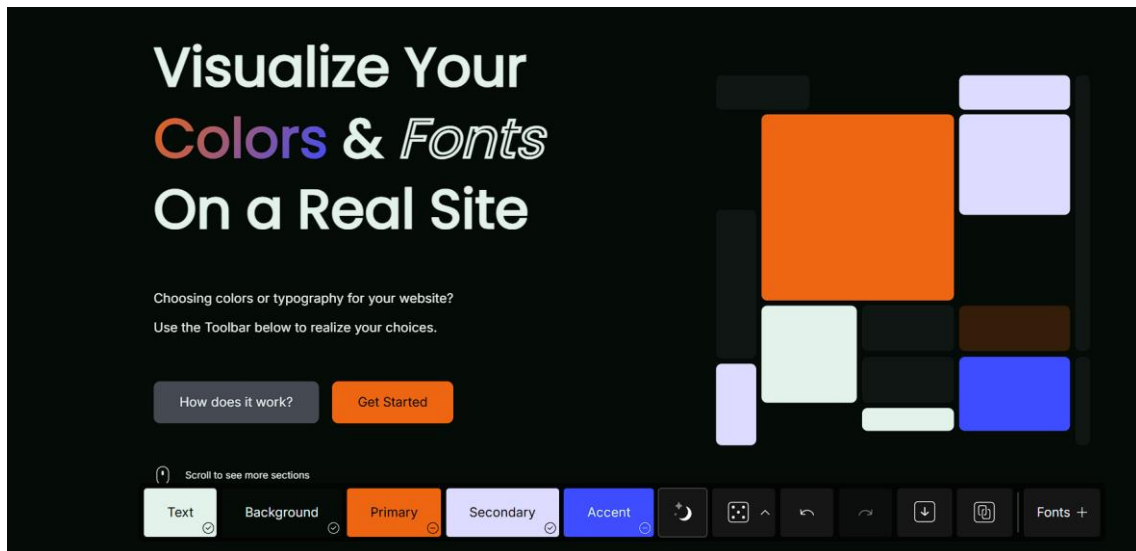 Visualize Your
Colors & Fonts
On a Real Site
Choosing colors or typography for your website?
Use the Toolbar below to realize your choices.
How does it work?
Get Started
Scroll to see more sections
Text
Background
Primary
Secondary
Accent
Fonts +